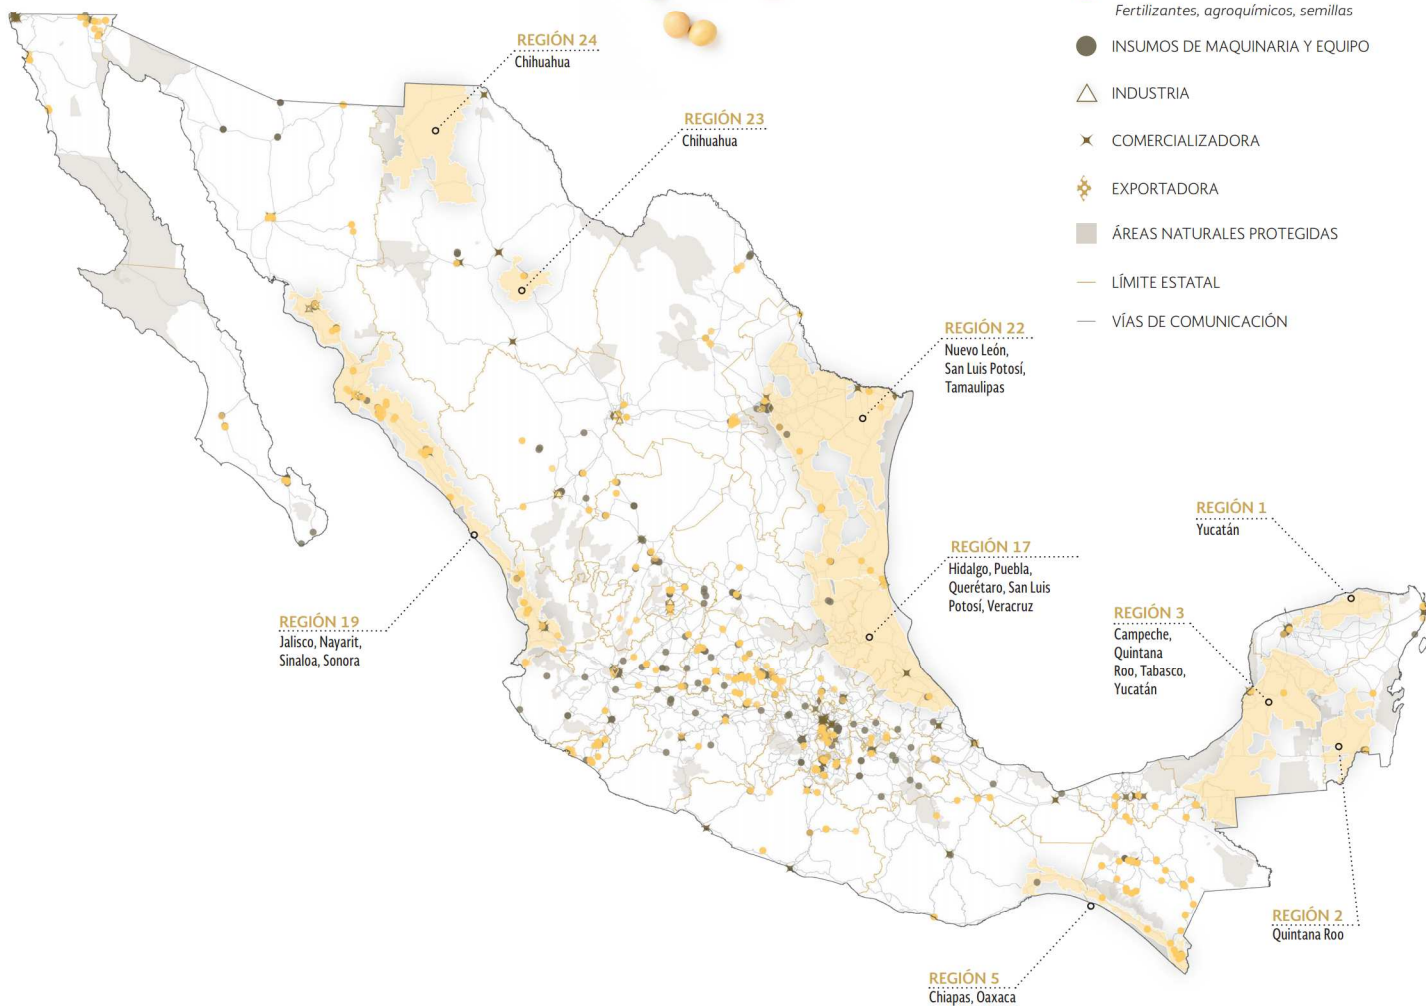 Fertilizantes, agroquímicos, semillas
INSUMOS DE MAQUINARIA Y EQUIPO
INDUSTRIA
COMERCIALIZADORA
EXPORTADORA
ÁREAS NATURALES PROTEGIDAS
LÍMITE ESTATAL
VÍAS DE COMUNICACIÓN
REGIÓN 24
Chihuahua
REGIÓN 23
Chihuahua
REGIÓN 22
Nuevo León,
San Luis Potosí,
Tamaulipas
REGIÓN 1
Yucatán
REGIÓN 17
Hidalgo, Puebla,
Querétaro, San Luis
Potosí, Veracruz
REGIÓN 3
Campeche,
Quintana
Roo, Tabasco,
Yucatán
REGIÓN 19
Jalisco, Nayarit,
Sinaloa, Sonora
REGIÓN 2
Quintana Roo
REGIÓN 5
Chiapas, Oaxaca